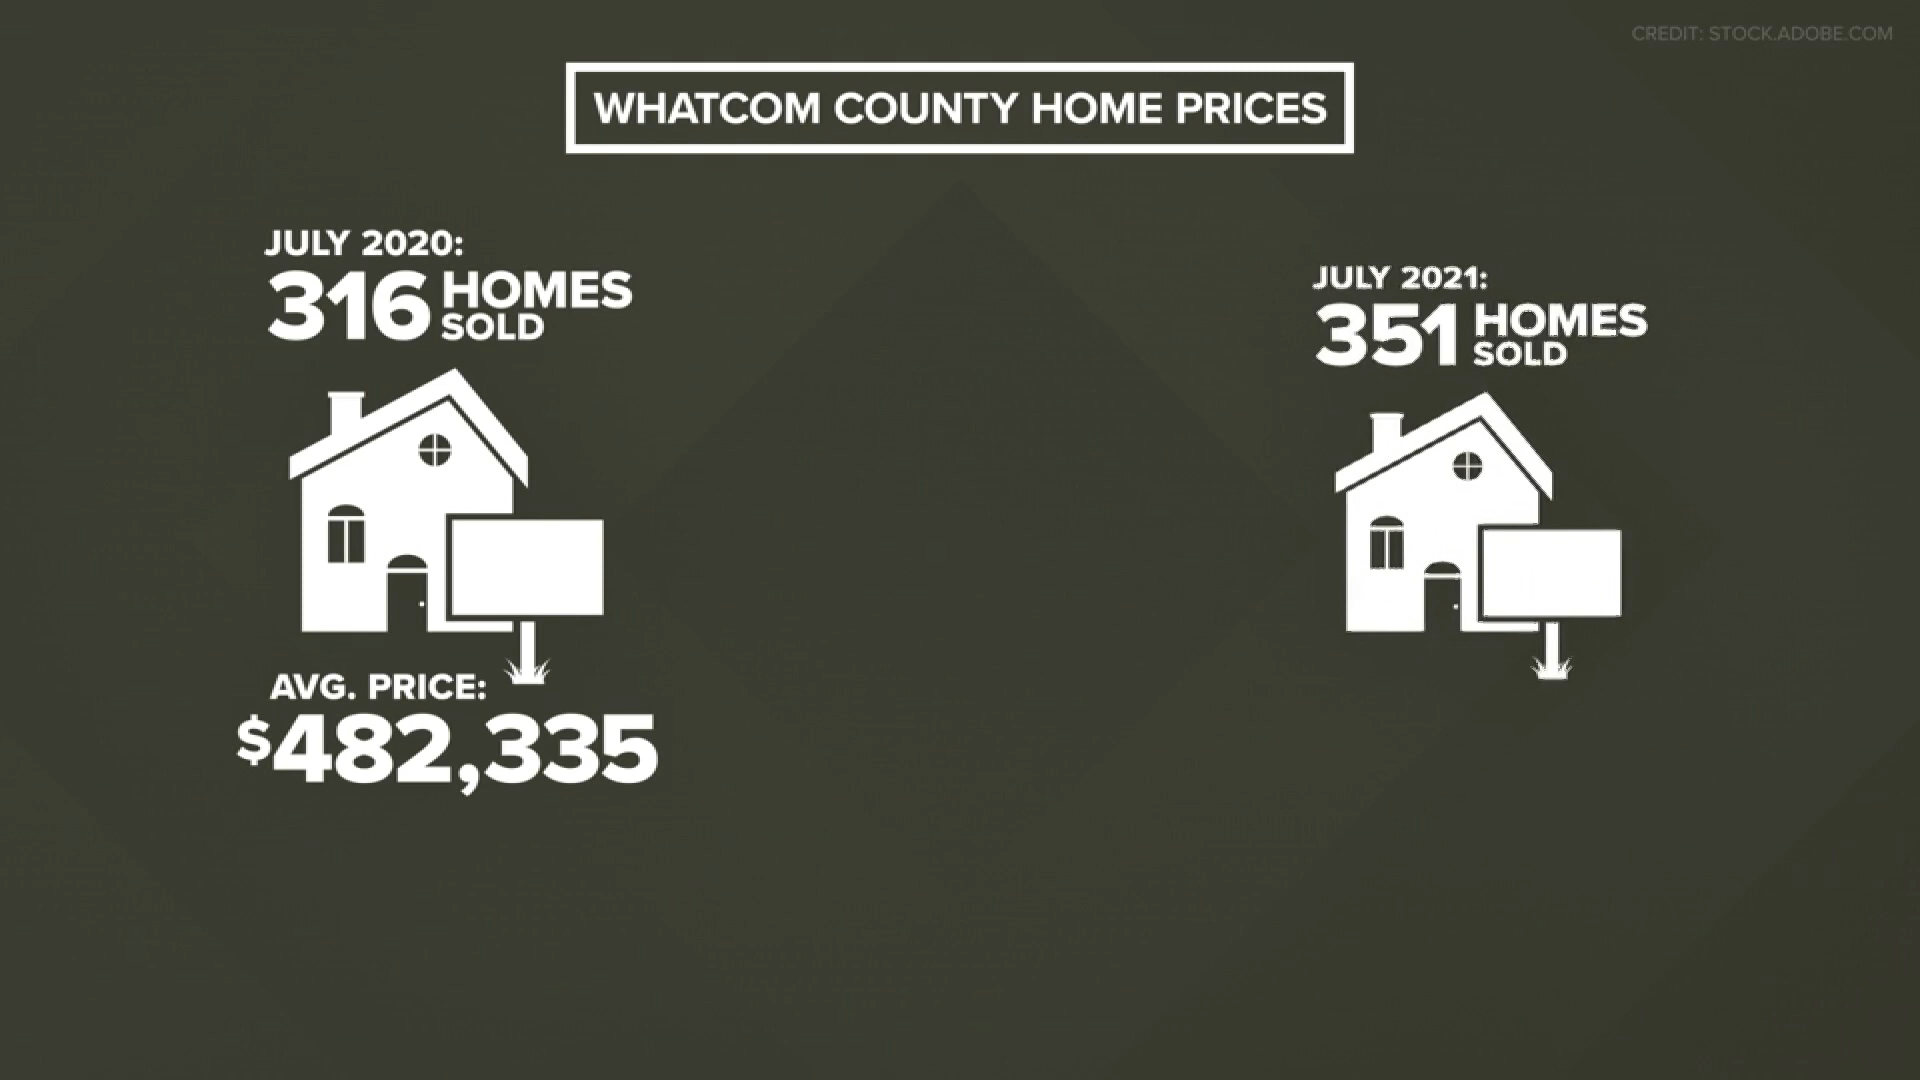 CREDIT: STOCK.ADOBE.COM
WHATCOM COUNTY HOME PRICES
JULY 2020:
316 HOMES SOLD
AVG. PRICE:
$482,335
JULY 2021:
351 HOMES SOLD